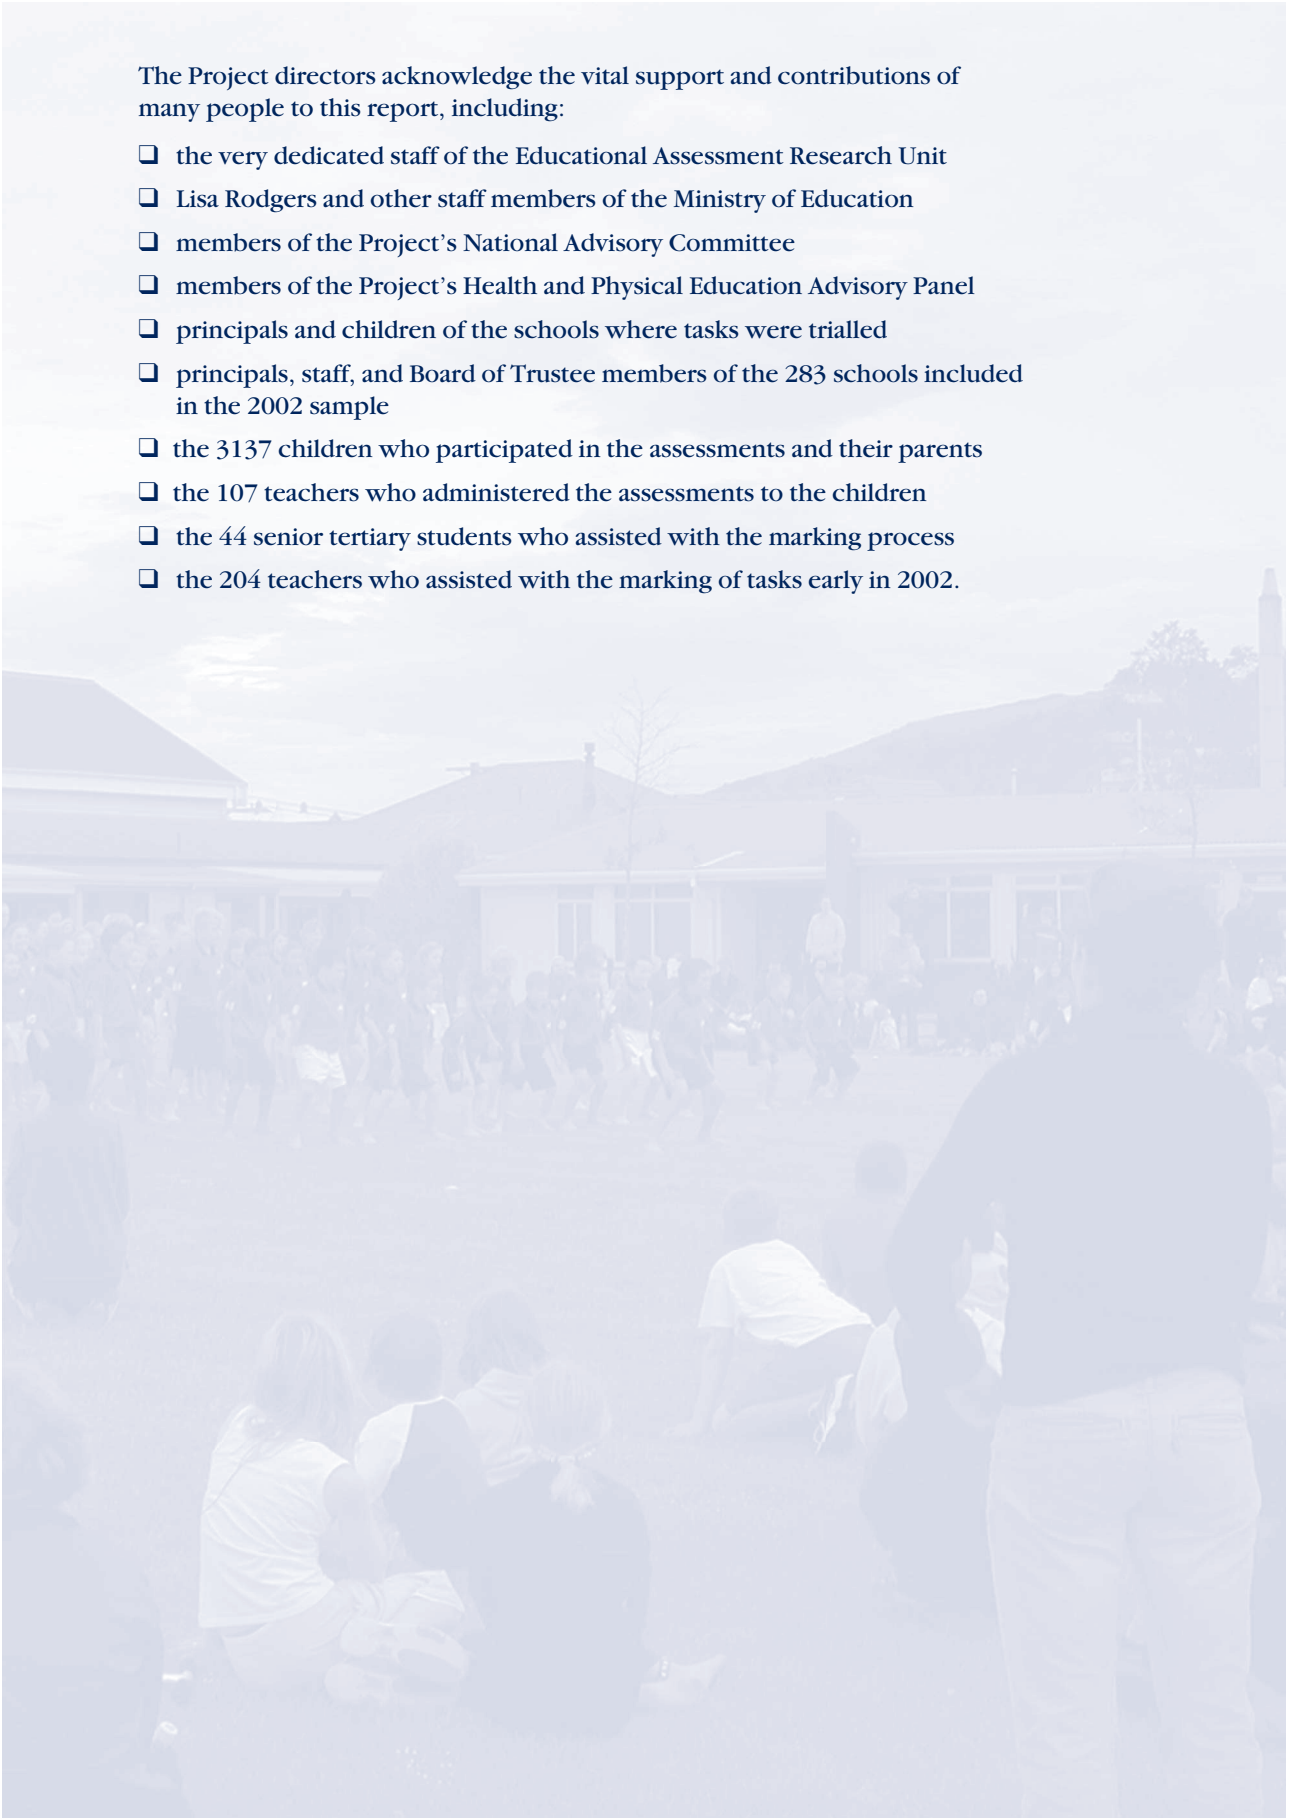 The Project directors acknowledge the vital support and contributions of
many people to this report, including:
❏ the very dedicated staff of the Educational Assessment Research Unit
❏ Lisa Rodgers and other staff members of the Ministry of Education
❏ members of the Project's National Advisory Committee
❏ members of the Project's Health and Physical Education Advisory Panel
❏ principals and children of the schools where tasks were trialled
❏ principals, staff, and Board of Trustee members of the 283 schools included
in the 2002 sample
❏ the 3137 children who participated in the assessments and their parents
❏ the 107 teachers who administered the assessments to the children
❏ the 44 senior tertiary students who assisted with the marking process
❏ the 204 teachers who assisted with the marking of tasks early in 2002.